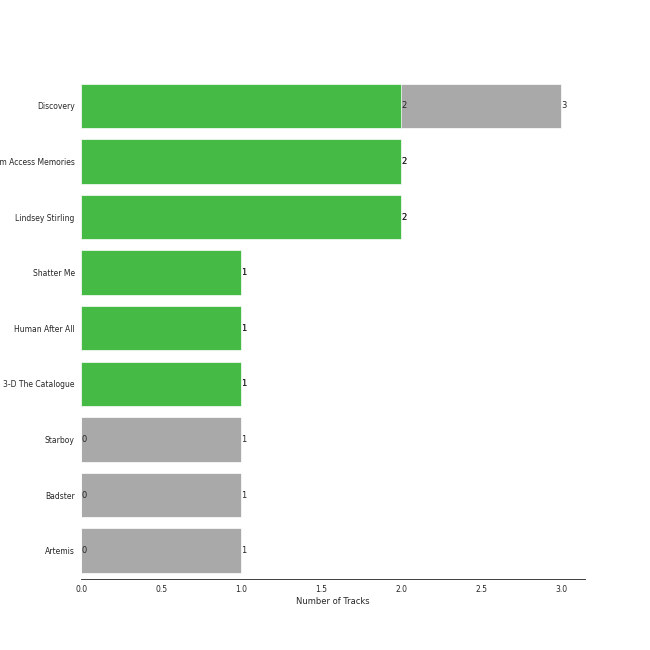 Discovery 2 3
m Access Memories 2
Lindsey Stirling 2
Shatter Me 1
Human After All 1
3-D The Catalogue 1
Starboy 0 1
Badster 0 1
Artemis 0 1
0.0 0.5 1.0 1.5 2.0 2.5 3.0
Number of Tracks